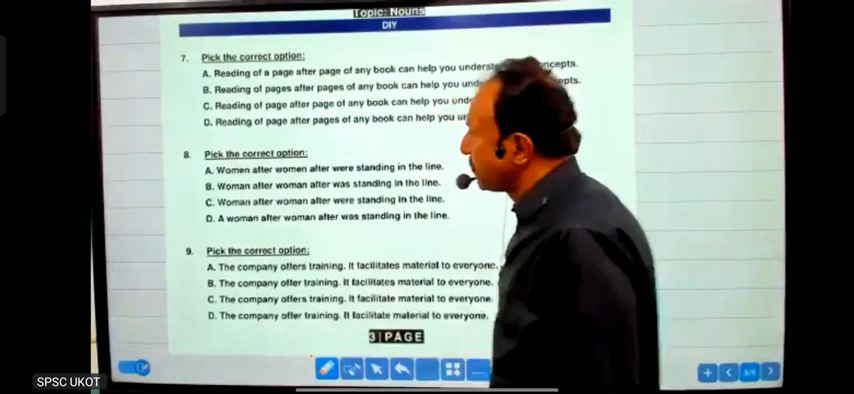 Topic: Nouns
DIY
7. Pick the correct option:
A. Reading of a page after page of any book can help you
B. Reading of pages after pages of any book can help you
C. Reading of page after page of any book can help you
D. Reading of page after pages of any book can help you
8. Pick the correct option:
A. Women after women after were standing in the line.
B. Woman after woman after was standing in the line.
C. Woman after woman after were standing in the line.
D. A woman after woman after was standing in the line.
9. Pick the correct option:
A. The company offers training. It facilitates material to everyone.
B. The company offer training. It facilitates material to everyone.
C. The company offers training. It facilitate material to everyone.
D. The company offer training. It facilitate material to everyone.
3|PAGE
SPSC UKOT